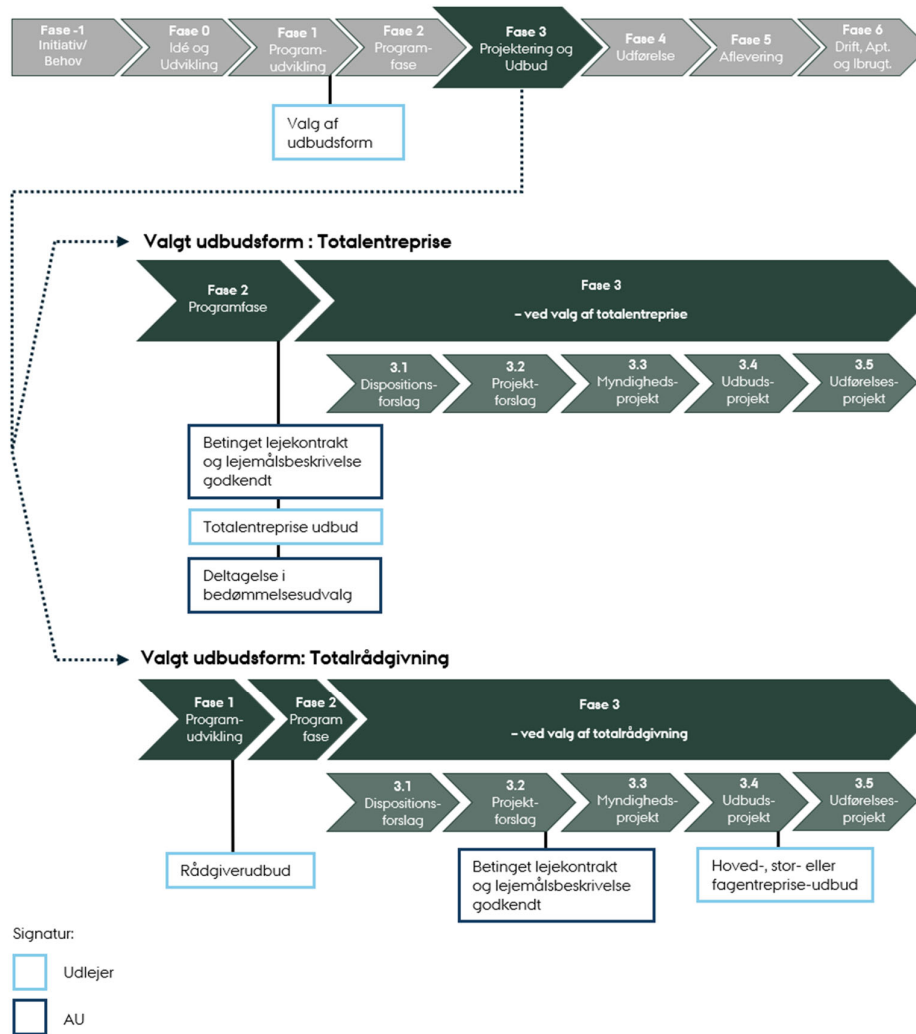 Fase -1
Initiativ/
Behov
Fase 0
Idé og
Udvikling
Fase 1
Program-
udvikling
Fase 2
Program-
fase
Fase 3
Projektering og
Udbud
Fase 4
Udførelse
Fase 5
Aflevering
Fase 6
Drift, Apt.
og Ibrugt.
Valg af
udbudsform
Valgt udbudsform : Totalentreprise
Fase 2
Programfase
Fase 3
– ved valg af totalentreprise
3.1
Dispositions-
forslag
3.2
Projekt-
forslag
3.3
Myndigheds-
projekt
3.4
Udbuds-
projekt
3.5
Udførelses-
projekt
Betinget lejekontrakt
og lejemålsbeskrivelse
godkendt
Totalentreprise udbud
Deltagelse i
bedømmelsesudvalg
Valgt udbudsform: Totalrådgivning
Fase 1
Program-
udvikling
Fase 2
Program
fase
Fase 3
– ved valg af totalrådgivning
3.1
Dispositions-
forslag
3.2
Projekt-
forslag
3.3
Myndigheds-
projekt
3.4
Udbuds-
projekt
3.5
Udførelses-
projekt
Rådgiverudbud
Betinget lejekontrakt
og lejemålsbeskrivelse
godkendt
Hoved-, stor- eller
fagentreprise-udbud
Signatur:
Udlejer
AU